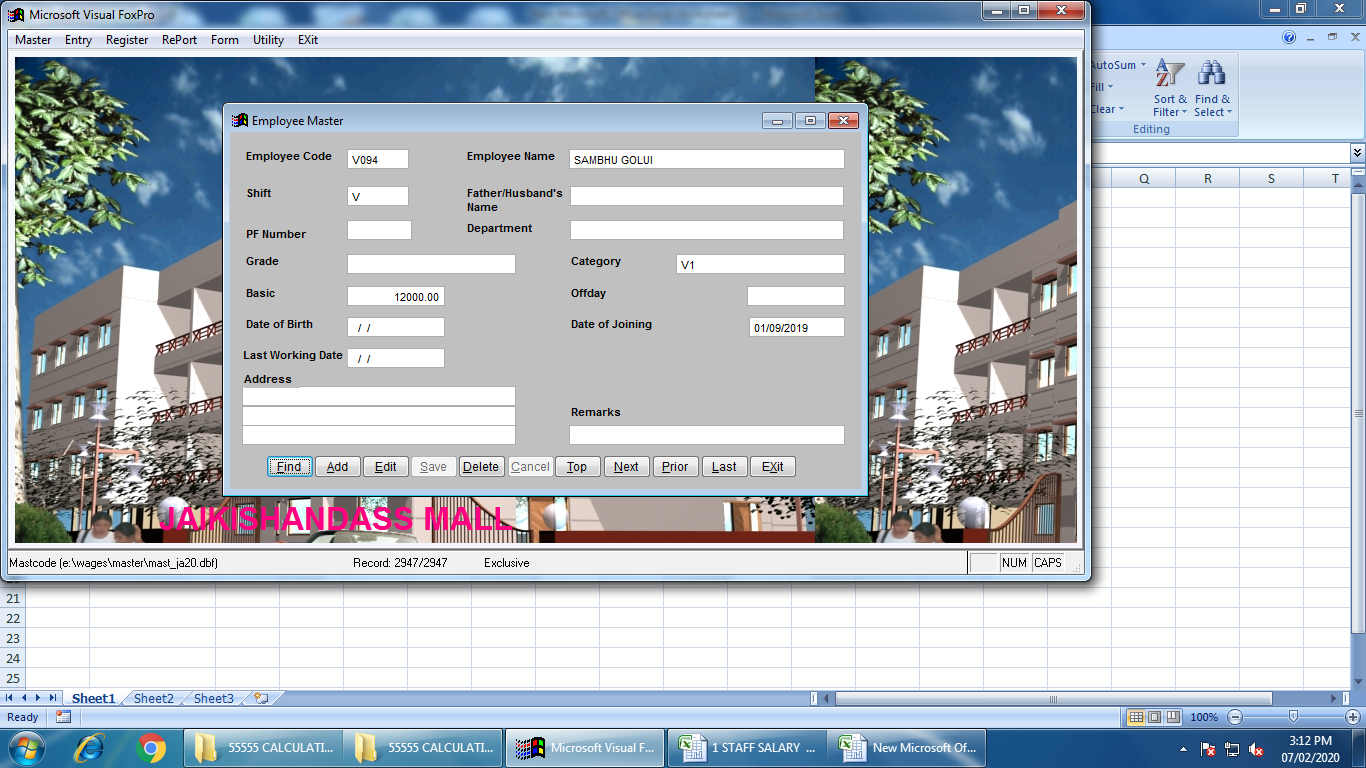 Microsoft Visual FoxPro
Master Entry Register RePort Form Utility EXit
AutoSum
Fill
Clear
Sort & Filter
Find & Select
Editing
Employee Master
Employee Code V094 Employee Name SAMBHU GOLUI
Shift V Father/Husband's Name
PF Number Department
Grade Category V1
Basic 12000.00 Offday
Date of Birth / / Date of Joining 01/09/2019
Last Working Date / /
Address
Remarks
Find Add Edit Save Delete Cancel Top Next Prior Last EXit
JAIKISHANDASS MALL
Mastcode (e:\wages\master\mast_ja20.dbf) Record: 2947/2947 Exclusive NUM CAPS
Q R S T
21
22
23
24
25
Sheet1 Sheet2 Sheet3
Ready 100%
55555 CALCULATI... 55555 CALCULATI... Microsoft Visual F... 1 STAFF SALARY ... New Microsoft Of...
3:12 PM
07/02/2020